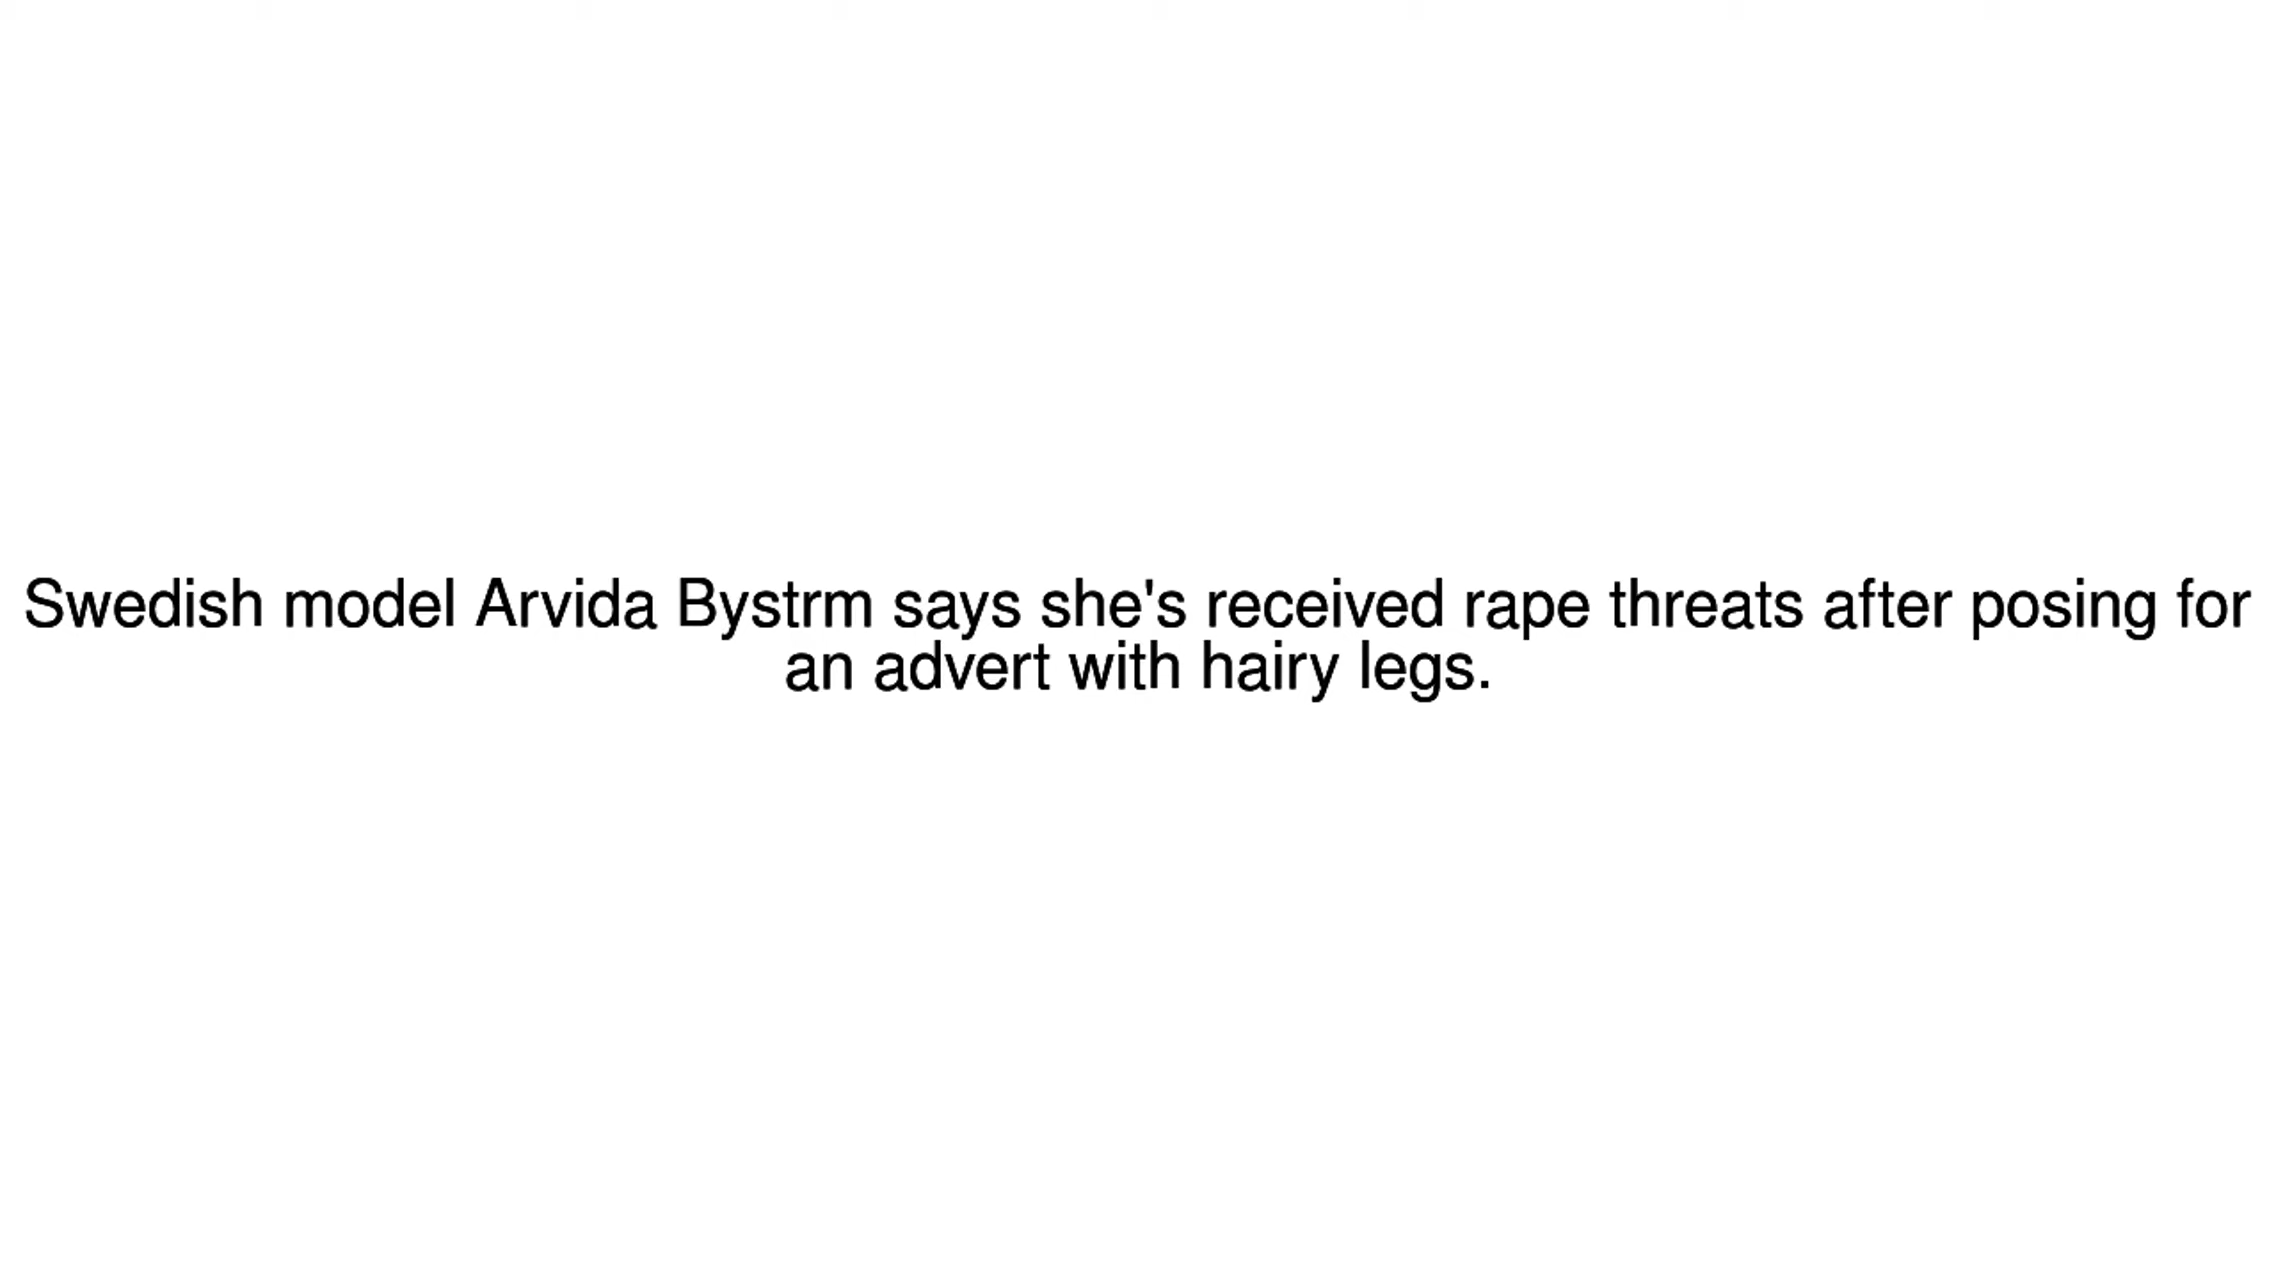 Swedish model Arvida Bystrm says she's received rape threats after posing for
an advert with hairy legs.